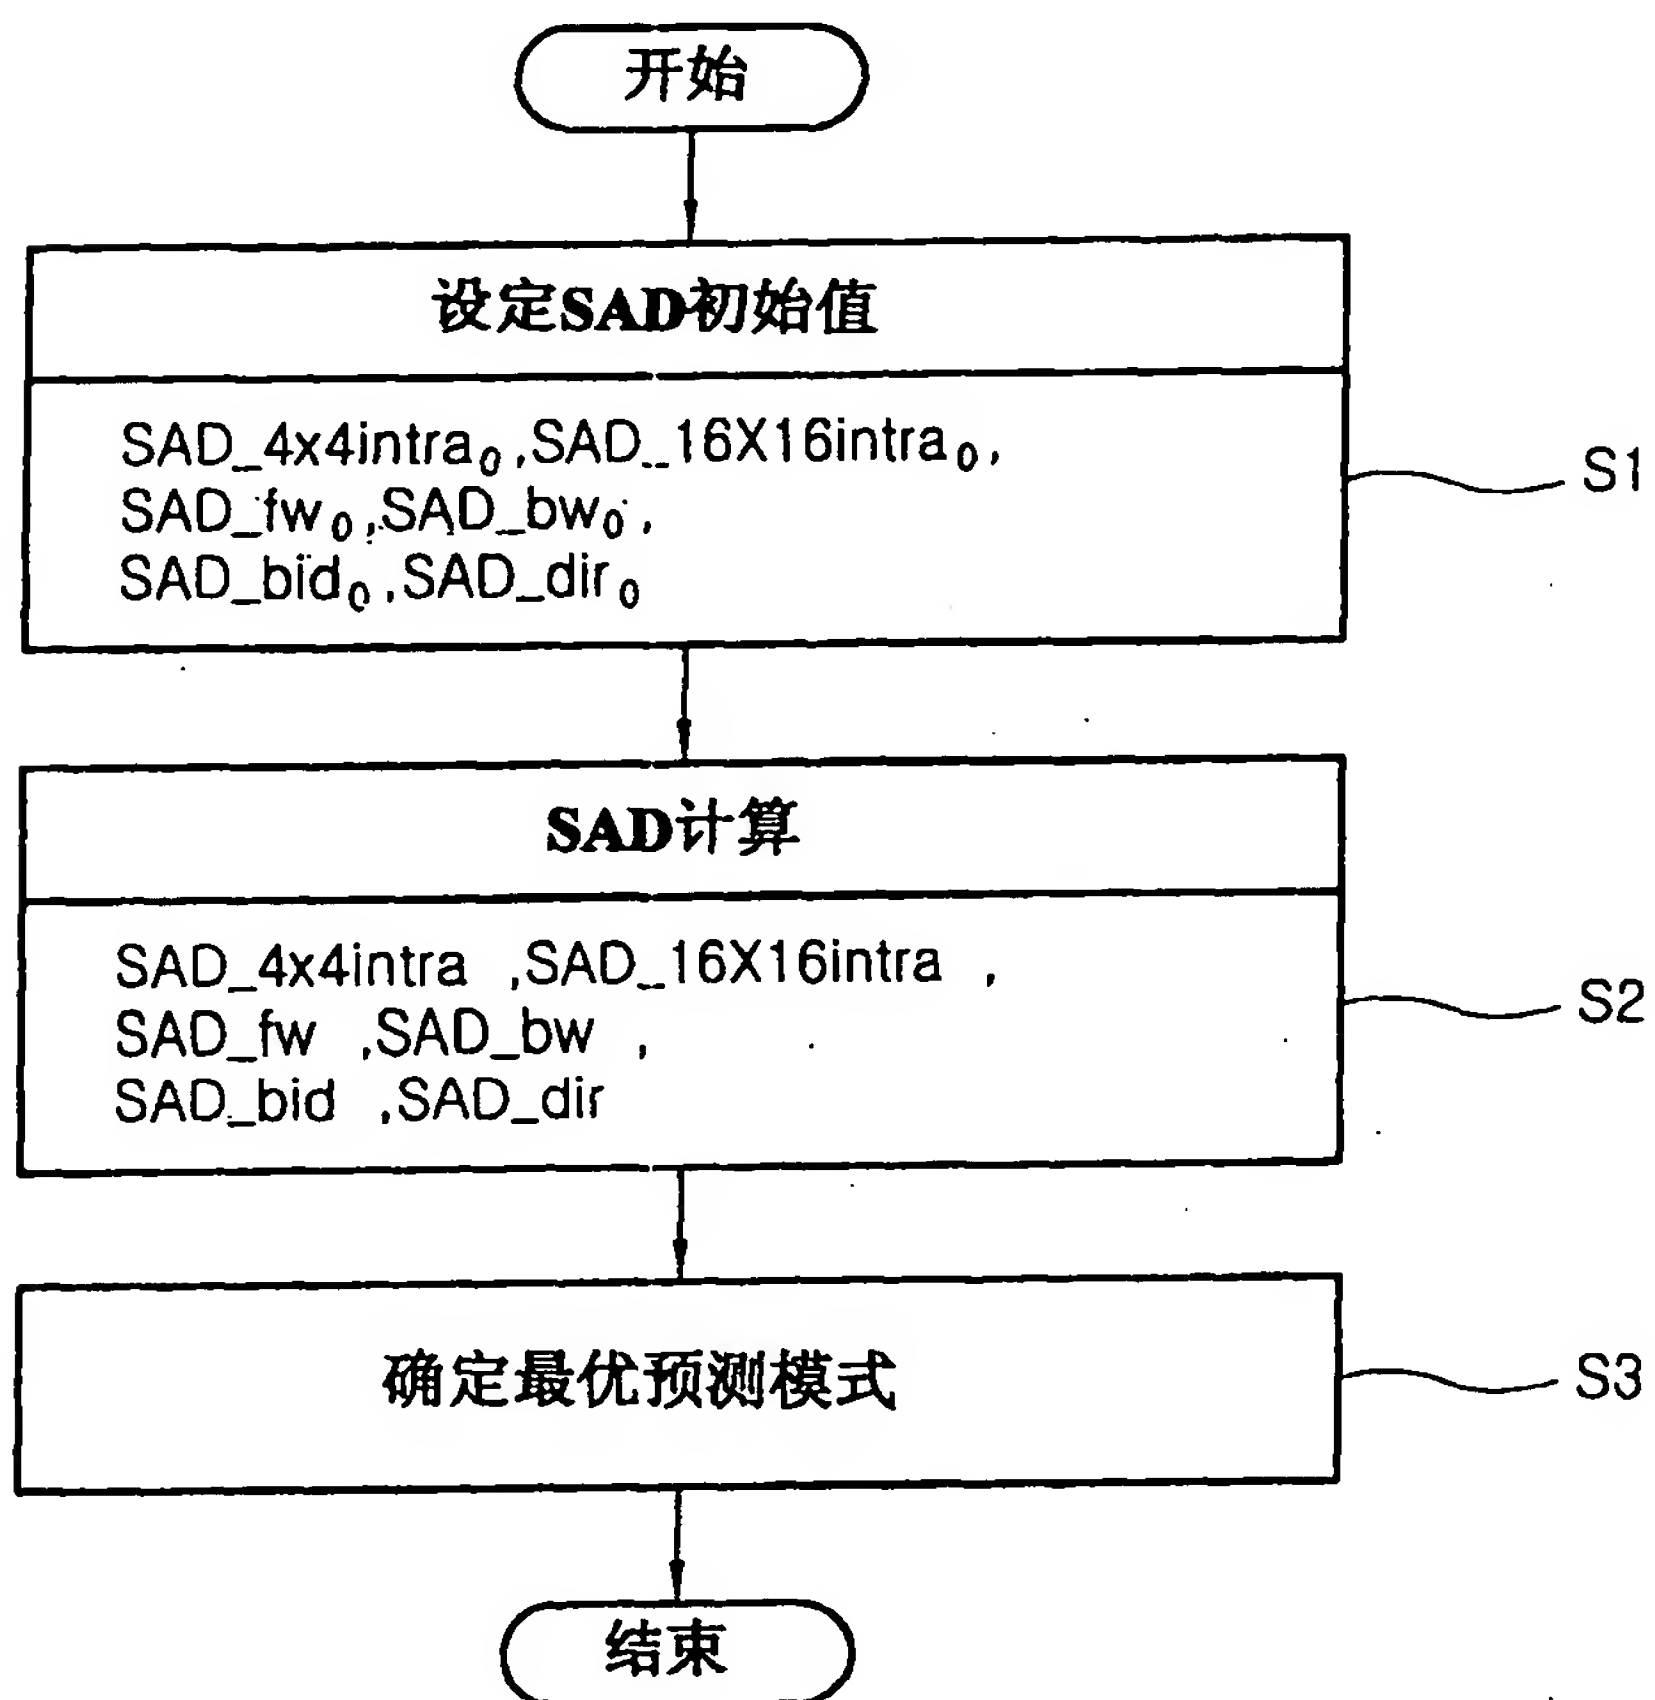 开始
设定SAD初始值
SAD_4x4intra₀,SAD_16X16intra₀,
SAD_fw₀,SAD_bw₀,
SAD_bid₀,SAD_dir₀
S1
SAD计算
SAD_4x4intra ,SAD_16X16intra ,
SAD_fw ,SAD_bw ,
SAD_bid ,SAD_dir
S2
确定最优预测模式
S3
结束